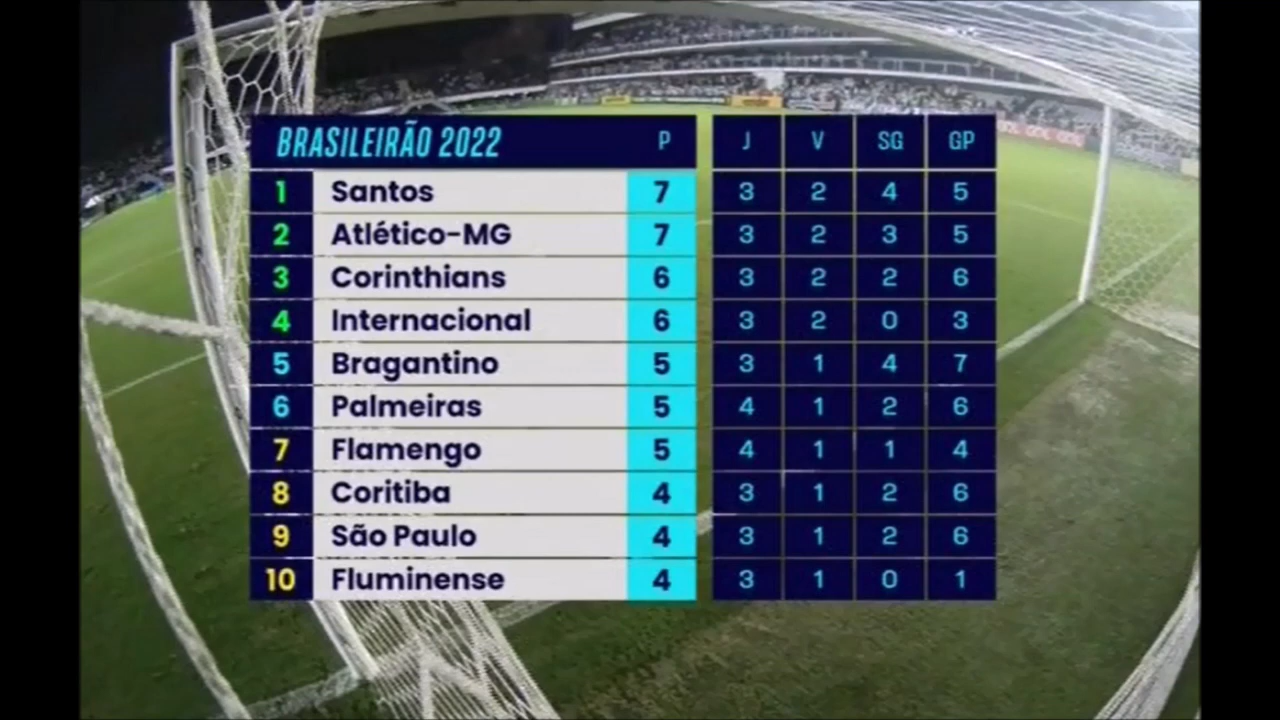 BRASILEIRÃO 2022 P J V SG GP
1 Santos 7 3 2 4 5
2 Atlético-MG 7 3 2 3 5
3 Corinthians 6 3 2 2 6
4 Internacional 6 3 2 0 3
5 Bragantino 5 3 1 4 7
6 Palmeiras 5 4 1 2 6
7 Flamengo 5 4 1 1 4
8 Coritiba 4 3 1 2 6
9 São Paulo 4 3 1 2 6
10 Fluminense 4 3 1 0 1